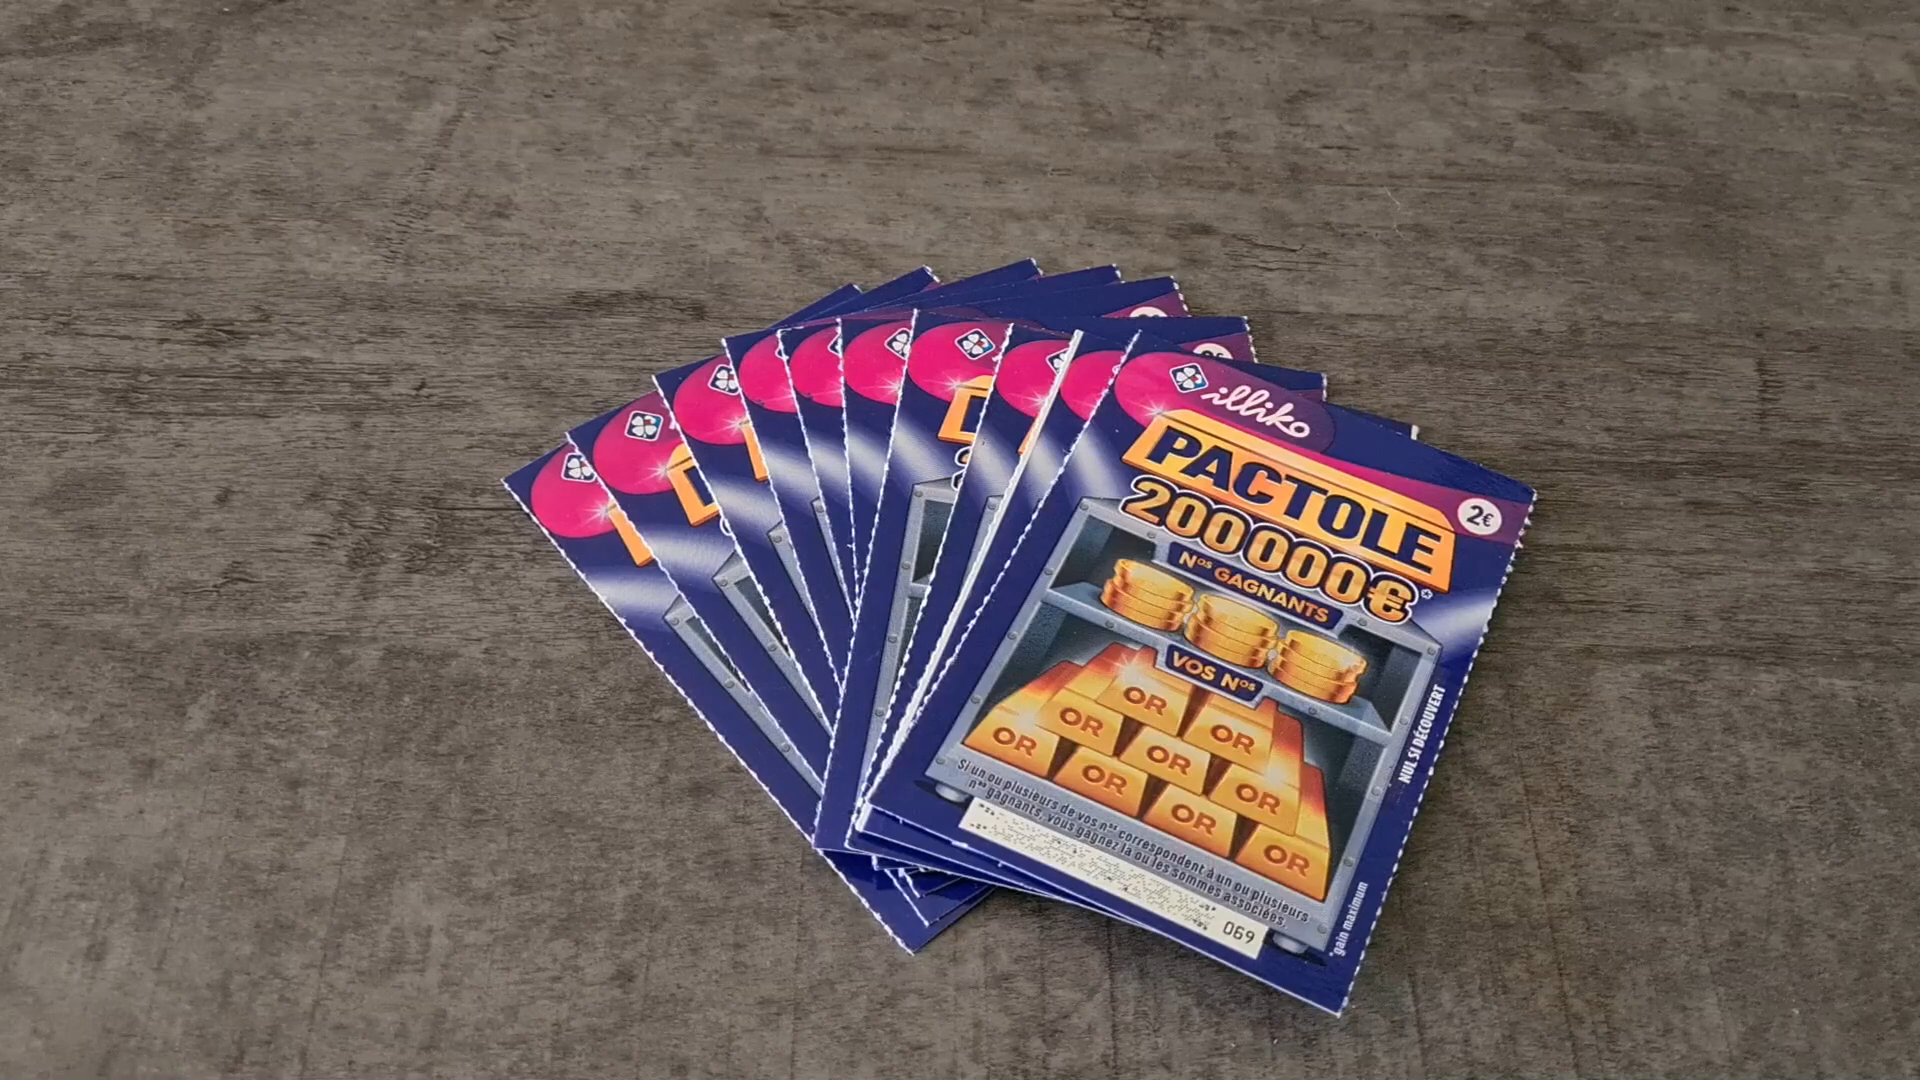 illiko
PACTOLE
2€
200 000€*
Nos GAGNANTS
VOS Nos
OR
OR OR
OR OR OR
OR OR OR
Si un ou plusieurs de vos nos correspondent à un ou plusieurs
nos gagnants, vous gagnez la ou les sommes associées.
069
NUL SI DÉCOUVERT
*gain maximum